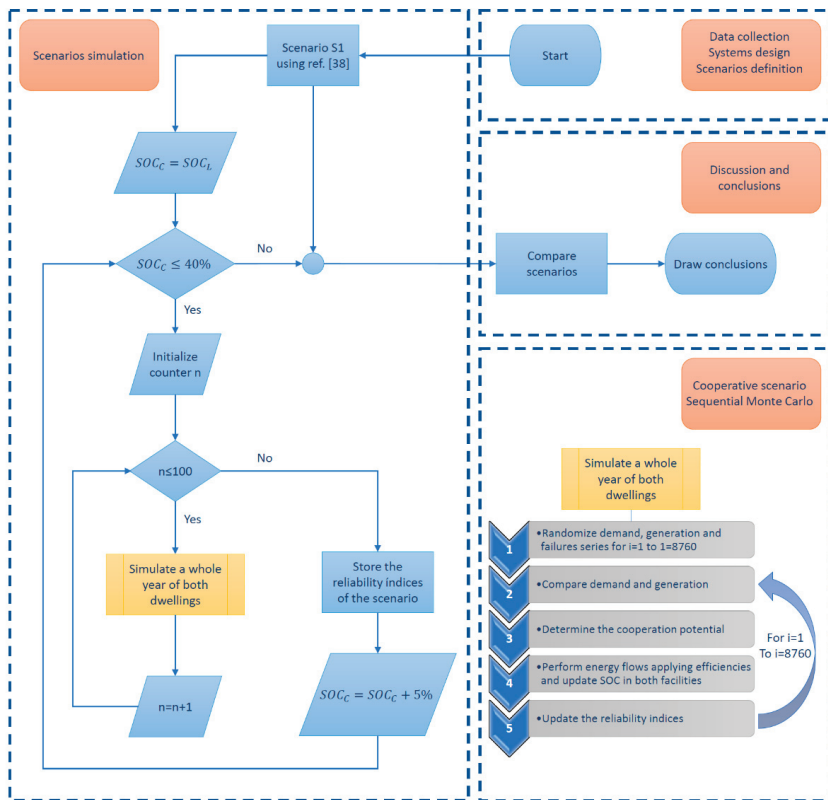 Scenarios simulation
Scenario S1
using ref. [38]
Start
Data collection
Systems design
Scenarios definition
SOC_C = SOC_L
Discussion and
conclusions
SOC_C ≤ 40%
No
Compare
scenarios
Draw conclusions
Yes
Initialize
counter n
Cooperative scenario
Sequential Monte Carlo
n≤100
No
Yes
Simulate a whole
year of both
dwellings
Store the
reliability indices
of the scenario
n=n+1
SOC_C = SOC_C + 5%
Simulate a whole
year of both
dwellings
1
•Randomize demand, generation and
failures series for i=1 to 1=8760
2
•Compare demand and generation
3
•Determine the cooperation potential
4
•Perform energy flows applying efficiencies
and update SOC in both facilities
5
•Update the reliability indices
For i=1
To i=8760